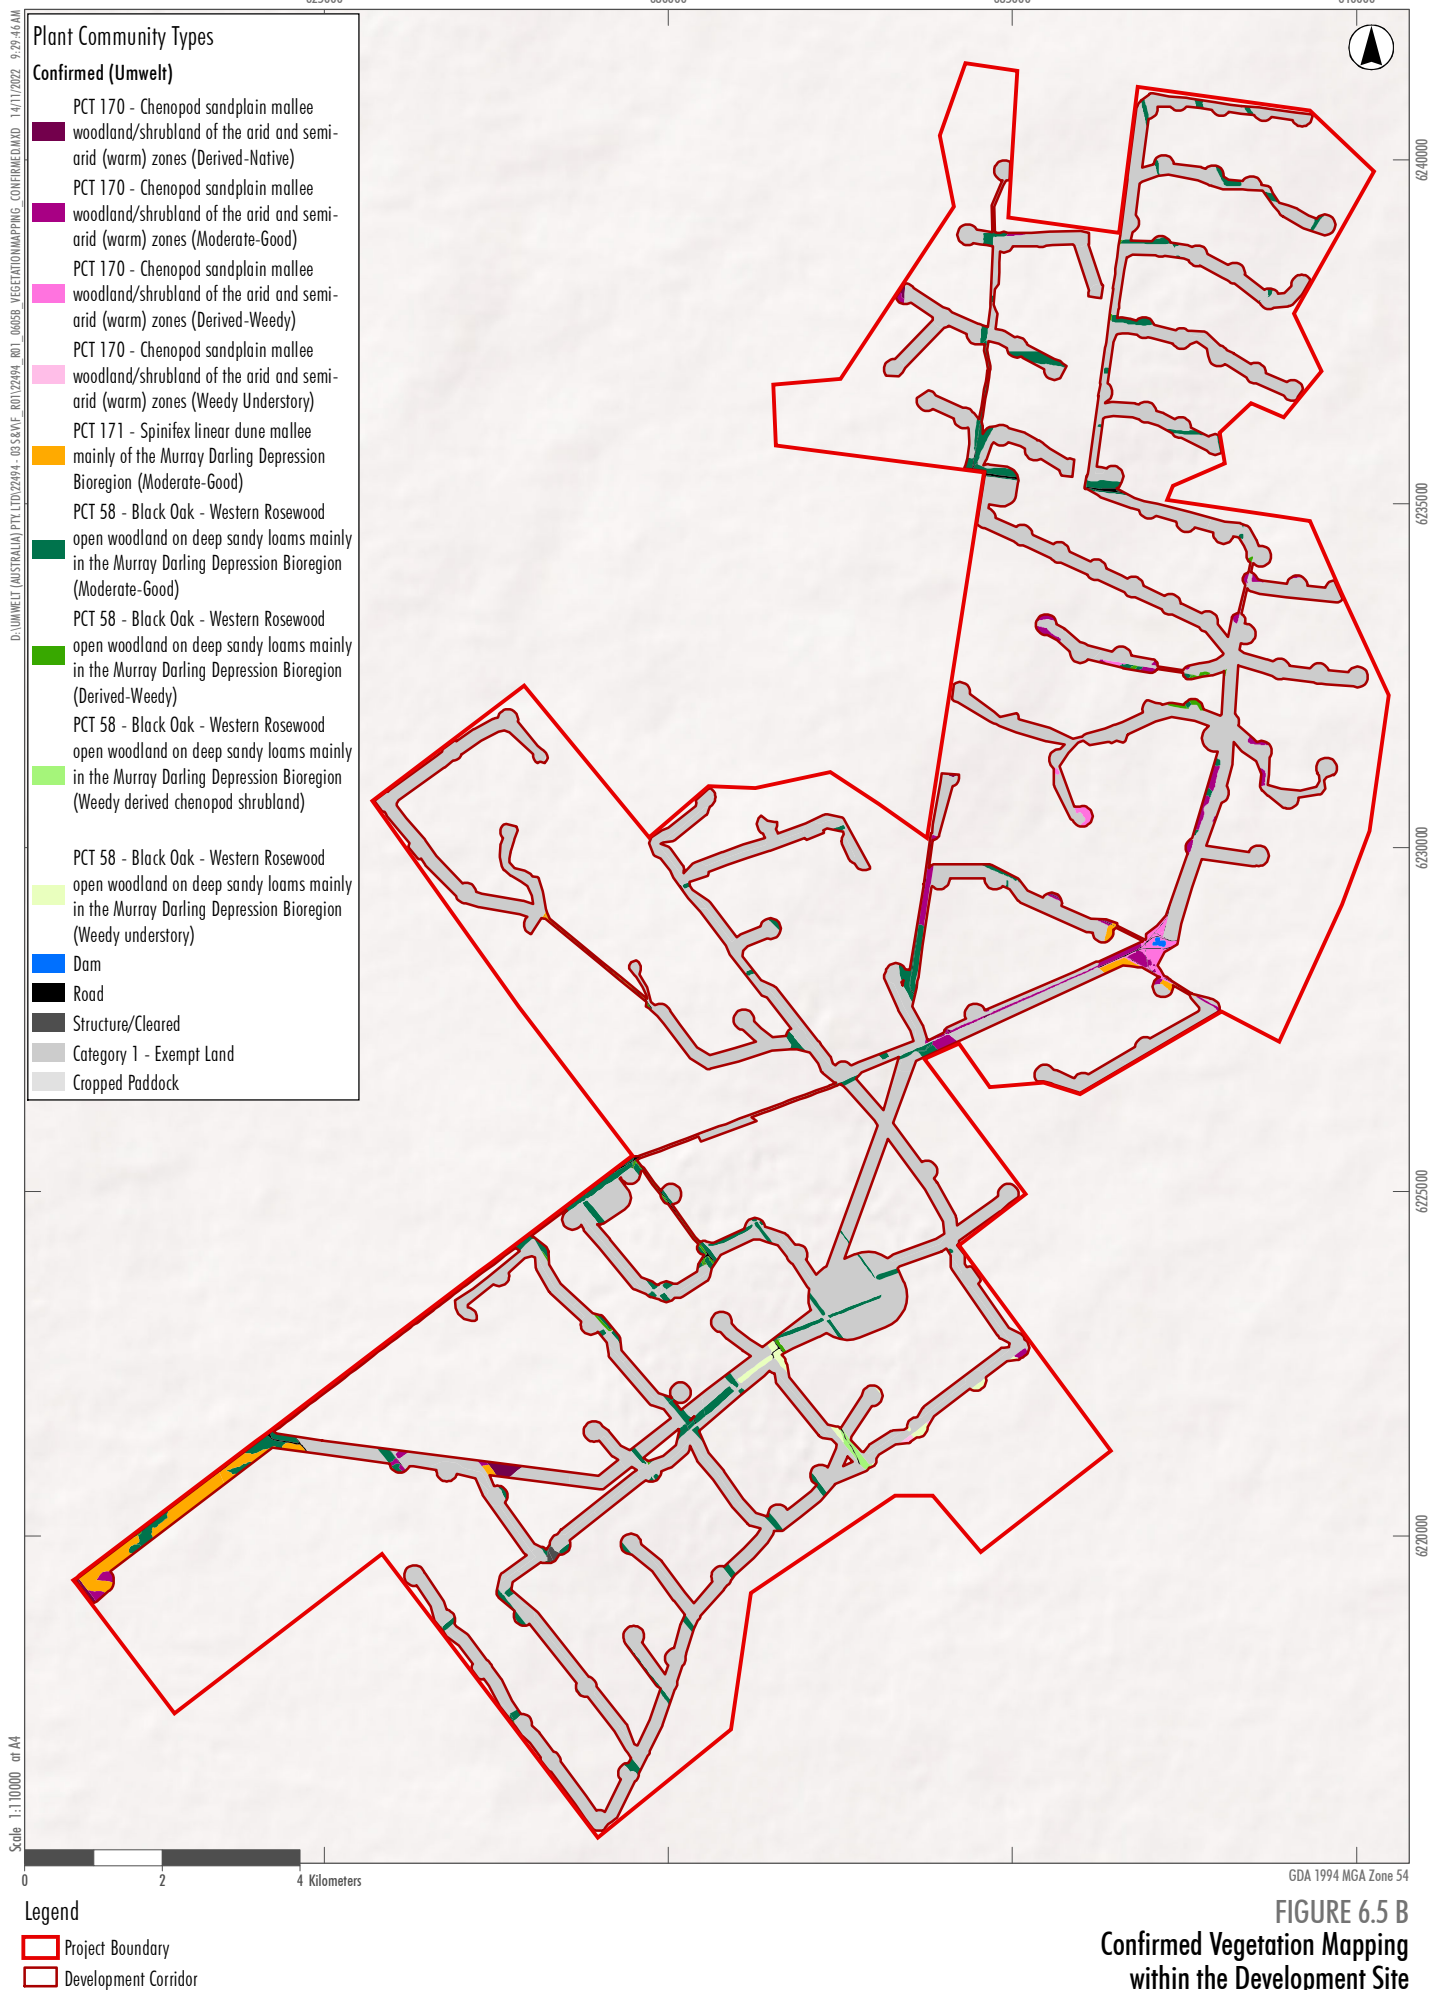 Plant Community Types
Confirmed (Umwelt)
PCT 170 - Chenopod sandplain mallee
woodland/shrubland of the arid and semi-
arid (warm) zones (Derived-Native)
PCT 170 - Chenopod sandplain mallee
woodland/shrubland of the arid and semi-
arid (warm) zones (Moderate-Good)
PCT 170 - Chenopod sandplain mallee
woodland/shrubland of the arid and semi-
arid (warm) zones (Derived-Weedy)
PCT 170 - Chenopod sandplain mallee
woodland/shrubland of the arid and semi-
arid (warm) zones (Weedy Understory)
PCT 171 - Spinifex linear dune mallee
mainly of the Murray Darling Depression
Bioregion (Moderate-Good)
PCT 58 - Black Oak - Western Rosewood
open woodland on deep sandy loams mainly
in the Murray Darling Depression Bioregion
(Moderate-Good)
PCT 58 - Black Oak - Western Rosewood
open woodland on deep sandy loams mainly
in the Murray Darling Depression Bioregion
(Derived-Weedy)
PCT 58 - Black Oak - Western Rosewood
open woodland on deep sandy loams mainly
in the Murray Darling Depression Bioregion
(Weedy derived chenopod shrubland)
PCT 58 - Black Oak - Western Rosewood
open woodland on deep sandy loams mainly
in the Murray Darling Depression Bioregion
(Weedy understory)
Dam
Road
Structure/Cleared
Category 1 - Exempt Land
Cropped Paddock
6240000
6235000
6230000
6225000
6220000
Scale 1:110000 at A4
0 2 4 Kilometers
GDA 1994 MGA Zone 54
Legend
Project Boundary
Development Corridor
FIGURE 6.5 B
Confirmed Vegetation Mapping
within the Development Site